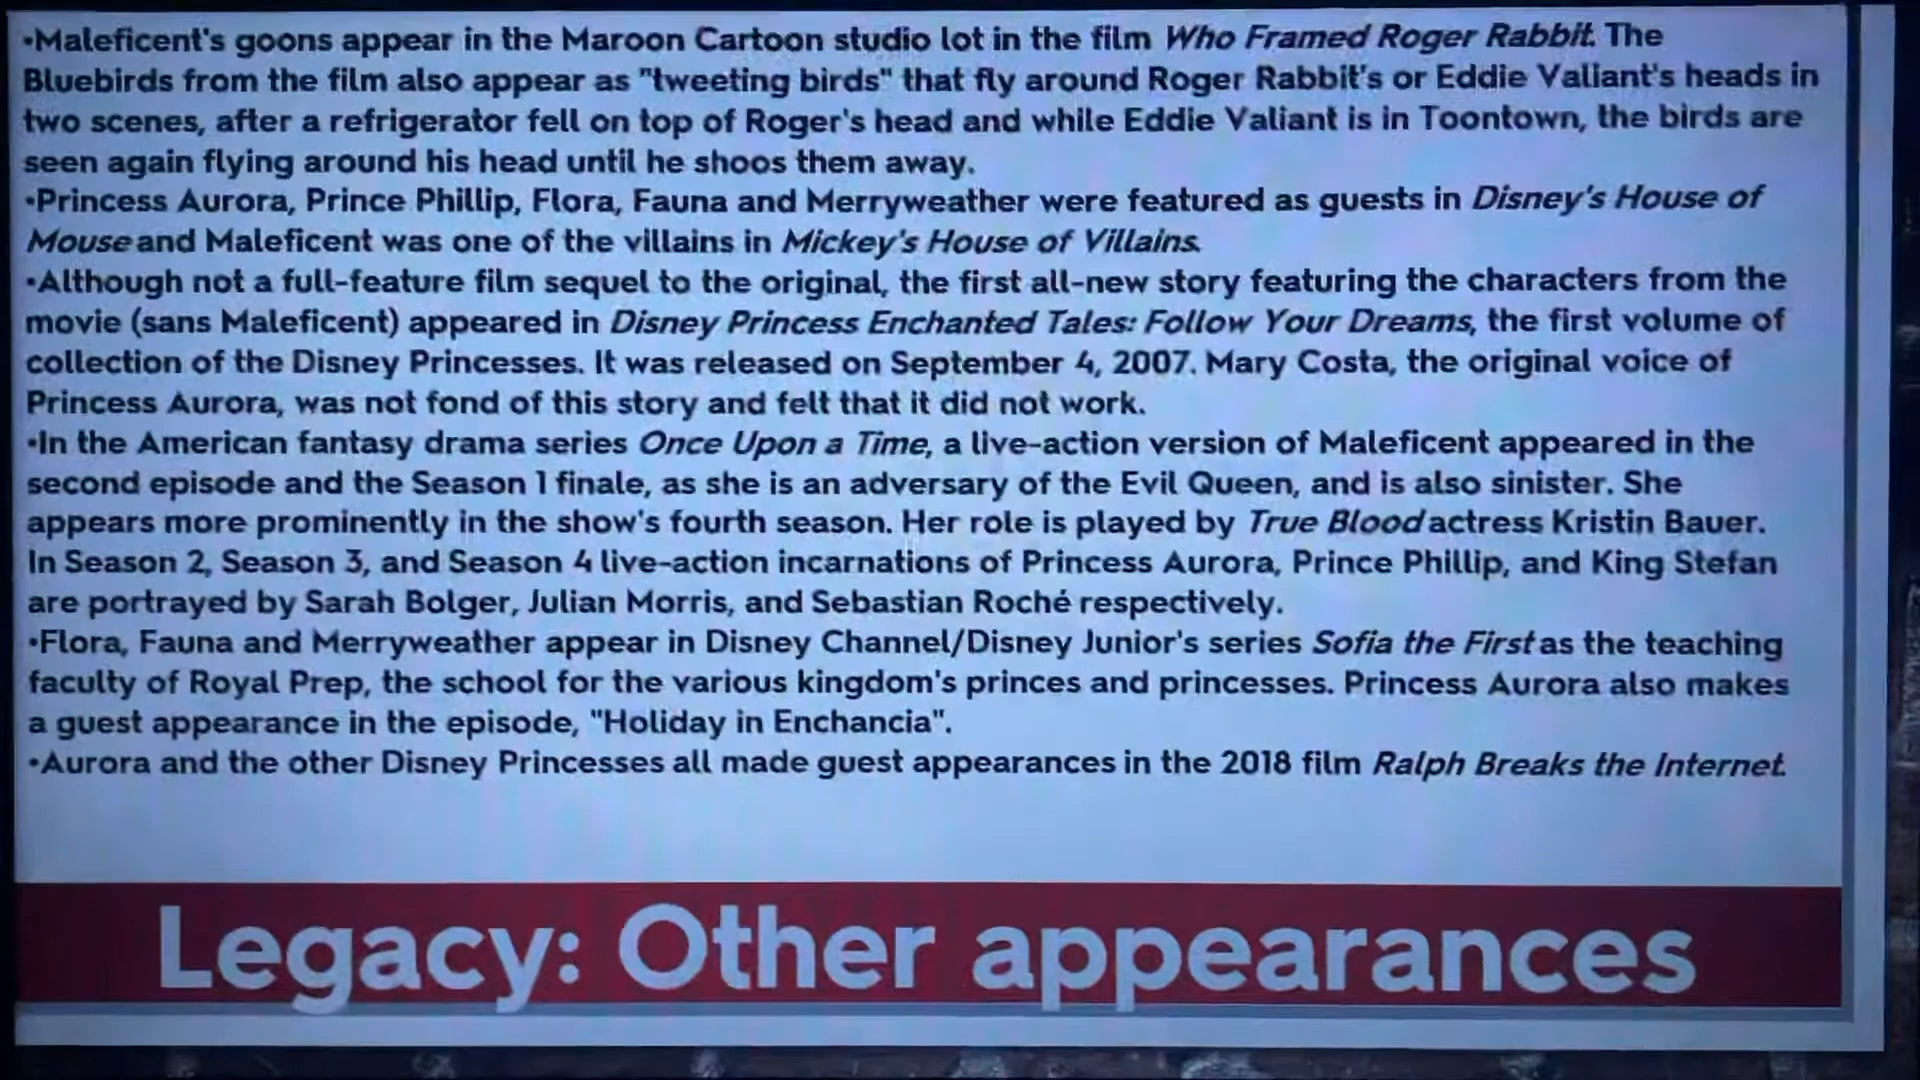 •Maleficent's goons appear in the Maroon Cartoon studio lot in the film Who Framed Roger Rabbit. The
Bluebirds from the film also appear as "tweeting birds" that fly around Roger Rabbit's or Eddie Valiant's heads in
two scenes, after a refrigerator fell on top of Roger's head and while Eddie Valiant is in Toontown, the birds are
seen again flying around his head until he shoos them away.
•Princess Aurora, Prince Phillip, Flora, Fauna and Merryweather were featured as guests in Disney's House of
Mouse and Maleficent was one of the villains in Mickey's House of Villains.
•Although not a full-feature film sequel to the original, the first all-new story featuring the characters from the
movie (sans Maleficent) appeared in Disney Princess Enchanted Tales: Follow Your Dreams, the first volume of
collection of the Disney Princesses. It was released on September 4, 2007. Mary Costa, the original voice of
Princess Aurora, was not fond of this story and felt that it did not work.
•In the American fantasy drama series Once Upon a Time, a live-action version of Maleficent appeared in the
second episode and the Season 1 finale, as she is an adversary of the Evil Queen, and is also sinister. She
appears more prominently in the show's fourth season. Her role is played by True Blood actress Kristin Bauer.
In Season 2, Season 3, and Season 4 live-action incarnations of Princess Aurora, Prince Phillip, and King Stefan
are portrayed by Sarah Bolger, Julian Morris, and Sebastian Roché respectively.
•Flora, Fauna and Merryweather appear in Disney Channel/Disney Junior's series Sofia the First as the teaching
faculty of Royal Prep, the school for the various kingdom's princes and princesses. Princess Aurora also makes
a guest appearance in the episode, "Holiday in Enchancia".
•Aurora and the other Disney Princesses all made guest appearances in the 2018 film Ralph Breaks the Internet.
Legacy: Other appearances